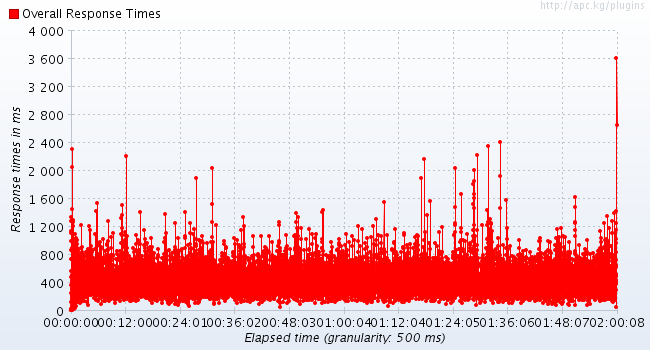 http://apc.kg/plugins
Overall Response Times
4 000
3 600
3 200
2 800
2 400
2 000
1 600
1 200
800
400
0
Response times in ms
00:00:00 00:12:00 00:24:01 00:36:02 00:48:03 01:00:04 01:12:04 01:24:05 01:36:06 01:48:07 02:00:08
Elapsed time (granularity: 500 ms)